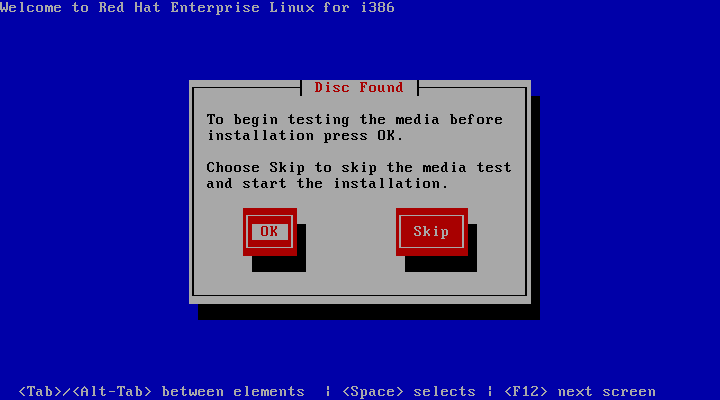 Welcome to Red Hat Enterprise Linux for i386
Disc Found
To begin testing the media before
installation press OK.
Choose Skip to skip the media test
and start the installation.
OK Skip
<Tab>/<Alt-Tab> between elements | <Space> selects | <F12> next screen